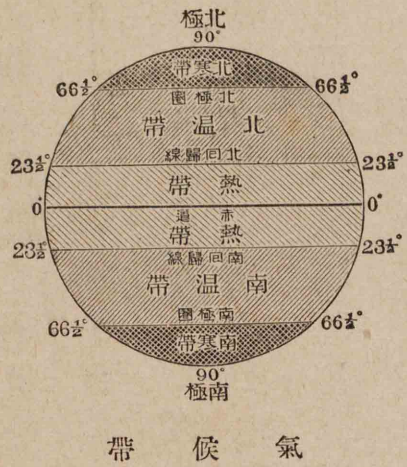 北極
90°
北寒帶
66½° 66½°
北極圈
北温帶
北回歸線
23½° 23½°
熱帶
0° 0°
赤道
熱帶
23½° 23½°
南回歸線
南温帶
南極圈
66½° 66½°
南寒帶
90°
南極
氣候帶